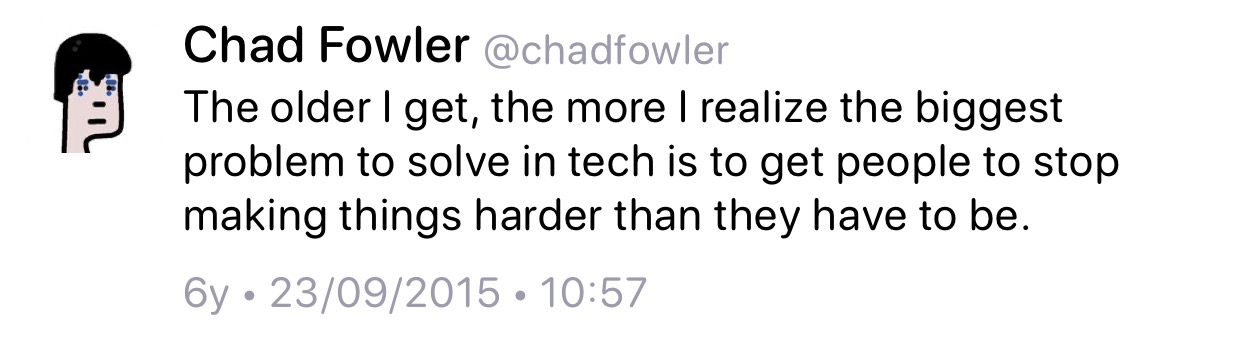 Chad Fowler @chadfowler
The older I get, the more I realize the biggest
problem to solve in tech is to get people to stop
making things harder than they have to be.
6y • 23/09/2015 • 10:57